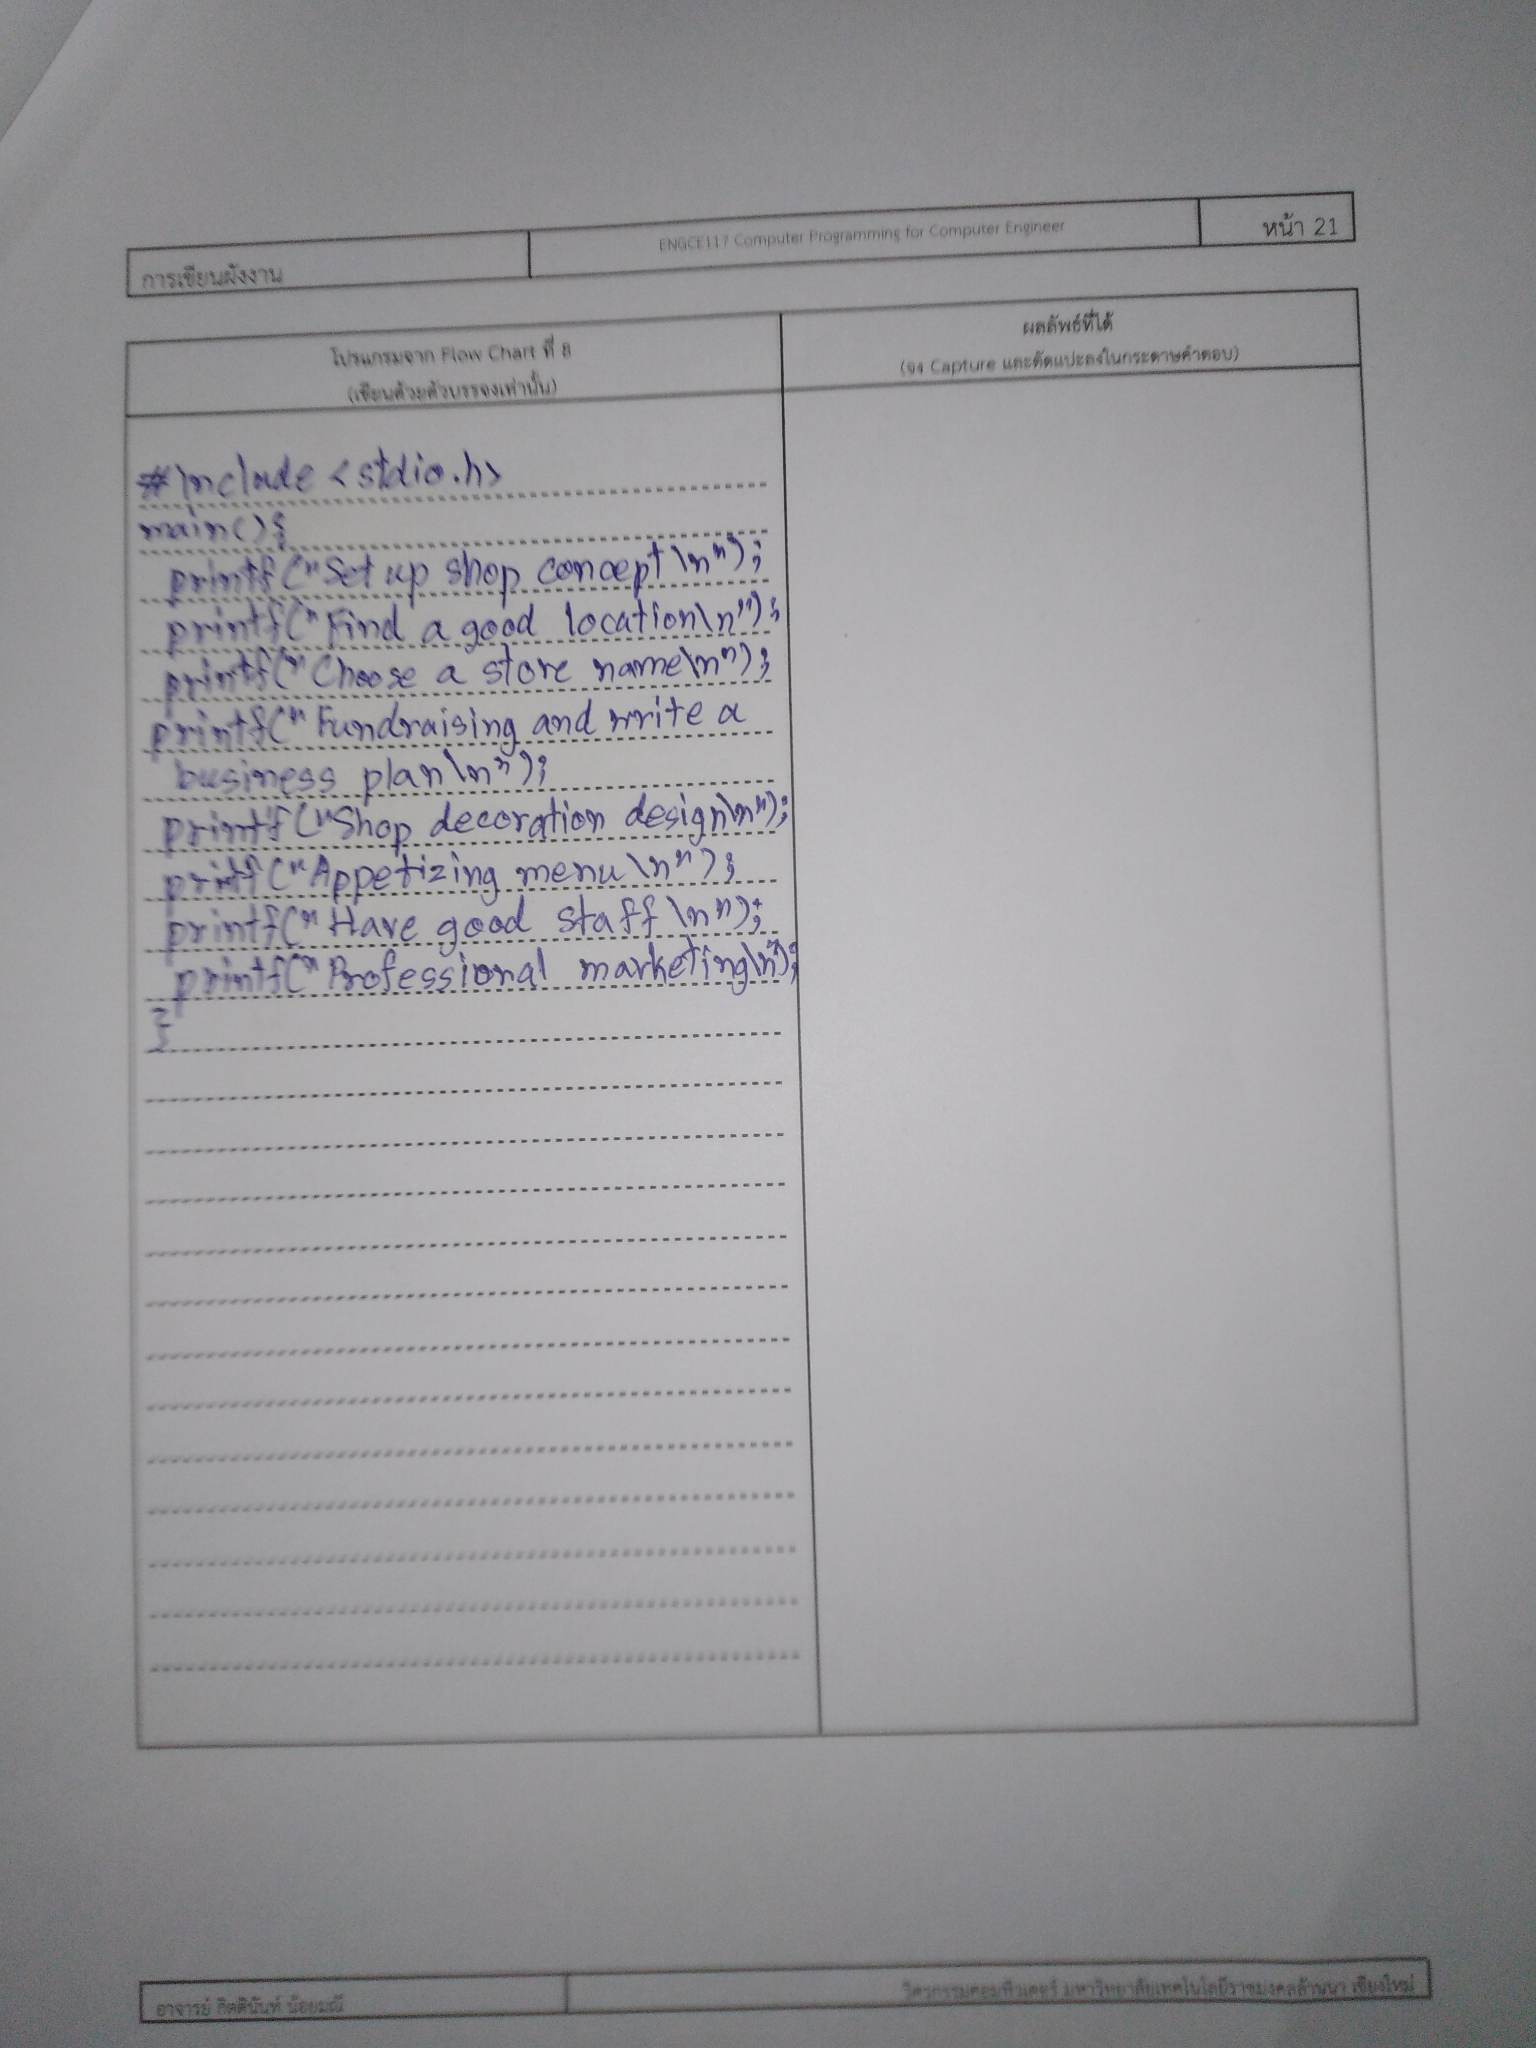 การเขียนผังงาน
ENGCE117 Computer Programming for Computer Engineer
หน้า 21
โปรแกรมจาก Flow Chart ที่ 8
(เขียนด้วยตัวบรรจงเท่านั้น)
ผลลัพธ์ที่ได้
(จง Capture และตัดแปะลงในกระดาษคำตอบ)
#include <stdio.h>
main(){
printf("Set up shop concept\n");
printf("Find a good location\n");
printf("Choose a store name\n");
printf("Fundraising and write a
business plan\n");
printf("Shop decoration design\n");
printf("Appetizing menu\n");
printf("Have good staff\n");
printf("Professional marketing\n");
}
อาจารย์ กิตตินันท์ น้อยมณี
วิศวกรรมคอมพิวเตอร์ มหาวิทยาลัยเทคโนโลยีราชมงคลล้านนา เชียงใหม่